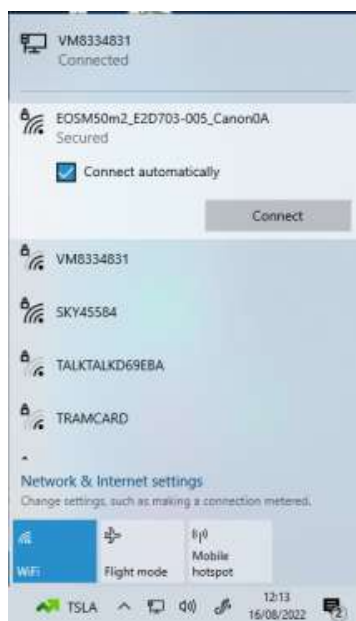 VM8334831
Connected
EOSM50m2_E2D703-005_Canon0A
Secured
Connect automatically
Connect
VM8334831
SKY45584
TALKTALKD69EBA
TRAMCARD
Network & Internet settings
Change settings, such as making a connection metered.
WiFi
Flight mode
Mobile
hotspot
TSLA
12:13
16/08/2022
2